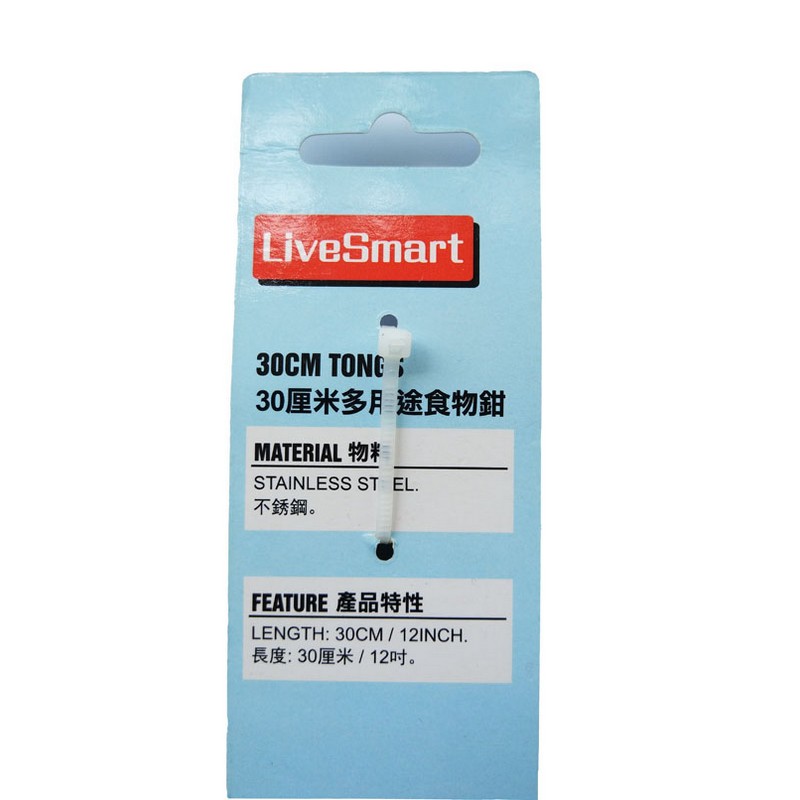 LiveSmart
30CM TONGS
30厘米多用途食物鉗
MATERIAL 物料
STAINLESS STEEL.
不銹鋼。
FEATURE 產品特性
LENGTH: 30CM / 12INCH.
長度: 30厘米 / 12吋。